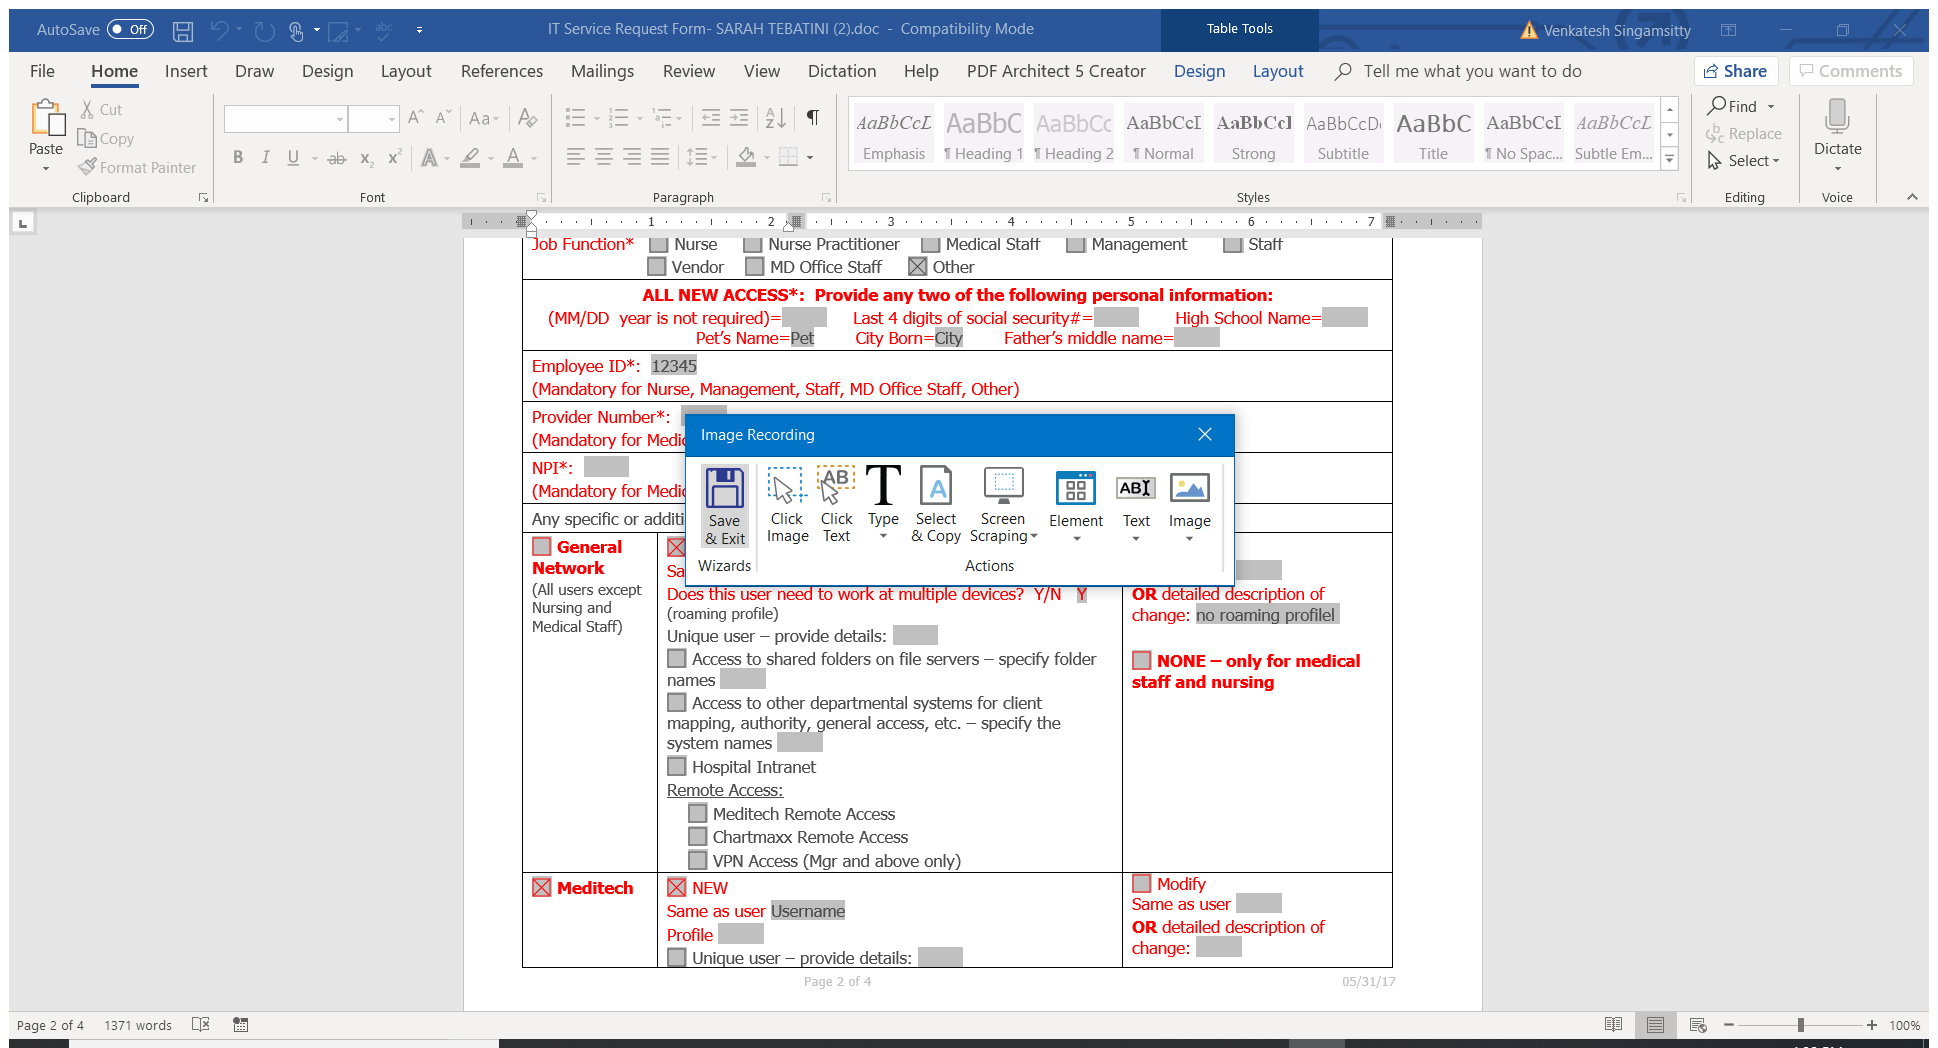 AutoSave Off
IT Service Request Form- SARAH TEBATINI (2).doc - Compatibility Mode
Table Tools
Venkatesh Singamsitty
File Home Insert Draw Design Layout References Mailings Review View Dictation Help PDF Architect 5 Creator Design Layout Tell me what you want to do
Share Comments
Paste
Cut
Copy
Format Painter
Clipboard
Aa
B I U ab x₂ x²
A A
Font
Paragraph
AaBbCcL AaBbC AaBbCc AaBbCcI AaBbCcI AaBbCcD AaBbC AaBbCcI AaBbCcL
Emphasis ¶ Heading 1 ¶ Heading 2 ¶ Normal Strong Subtitle Title ¶ No Spac... Subtle Em...
Styles
Find
Replace
Select
Editing
Dictate
Voice
1 2 3 4 5 6 7
Job Function* Nurse Nurse Practitioner Medical Staff Management Staff
Vendor MD Office Staff Other
ALL NEW ACCESS*: Provide any two of the following personal information:
(MM/DD year is not required)= Last 4 digits of social security#= High School Name=
Pet's Name=Pet City Born=City Father's middle name=
Employee ID*: 12345
(Mandatory for Nurse, Management, Staff, MD Office Staff, Other)
Provider Number*:
(Mandatory for Medic
NPI*:
(Mandatory for Medic
Any specific or additi
Image Recording
Save & Exit
Click Image
Click Text
Type
Select & Copy
Screen Scraping
Element
Text
Image
Wizards
Actions
General
Network
(All users except
Nursing and
Medical Staff)
Sa
Does this user need to work at multiple devices? Y/N Y
(roaming profile)
Unique user – provide details:
Access to shared folders on file servers – specify folder
names
Access to other departmental systems for client
mapping, authority, general access, etc. – specify the
system names
Hospital Intranet
Remote Access:
Meditech Remote Access
Chartmaxx Remote Access
VPN Access (Mgr and above only)
OR detailed description of
change: no roaming profilel
NONE – only for medical
staff and nursing
Meditech
NEW
Same as user Username
Profile
Unique user – provide details:
Modify
Same as user
OR detailed description of
change:
Page 2 of 4
05/31/17
Page 2 of 4 1371 words
100%